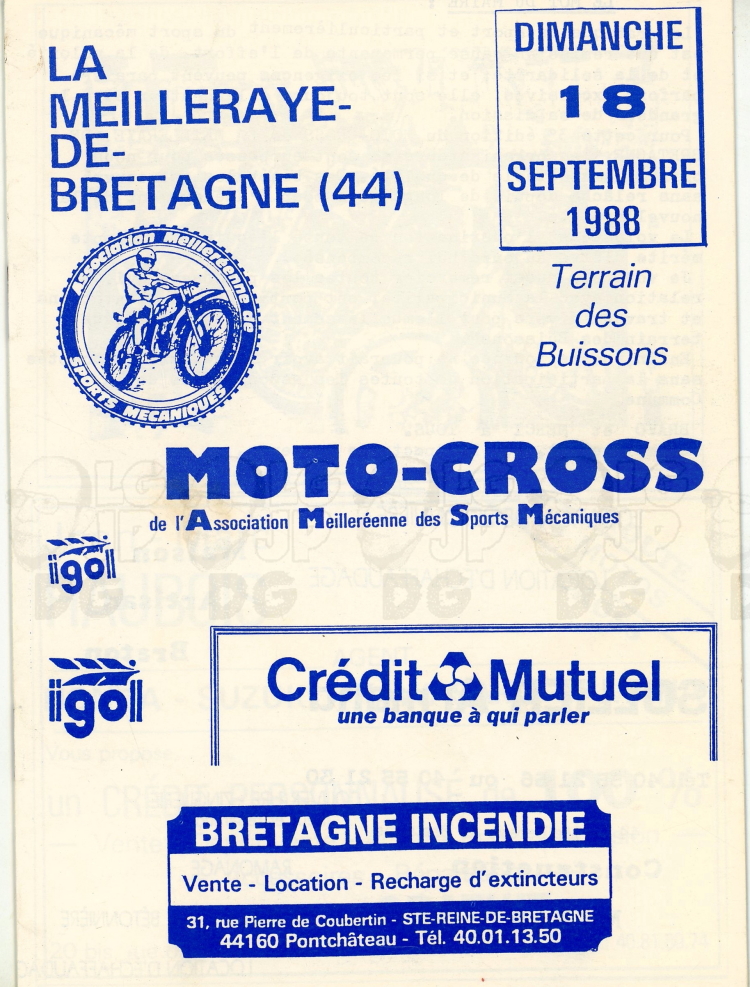 LA
MEILLERAYE-
DE-
BRETAGNE (44)
DIMANCHE
18
SEPTEMBRE
1988
Terrain
des
Buissons
Association Meilleréenne de
SPORTS MECANIQUES
MOTO-CROSS
de l'Association Meilleréenne des Sports Mécaniques
igol
igol
Crédit Mutuel
une banque à qui parler
BRETAGNE INCENDIE
Vente - Location - Recharge d'extincteurs
31, rue Pierre de Coubertin - STE-REINE-DE-BRETAGNE
44160 Pontchâteau - Tél. 40.01.13.50